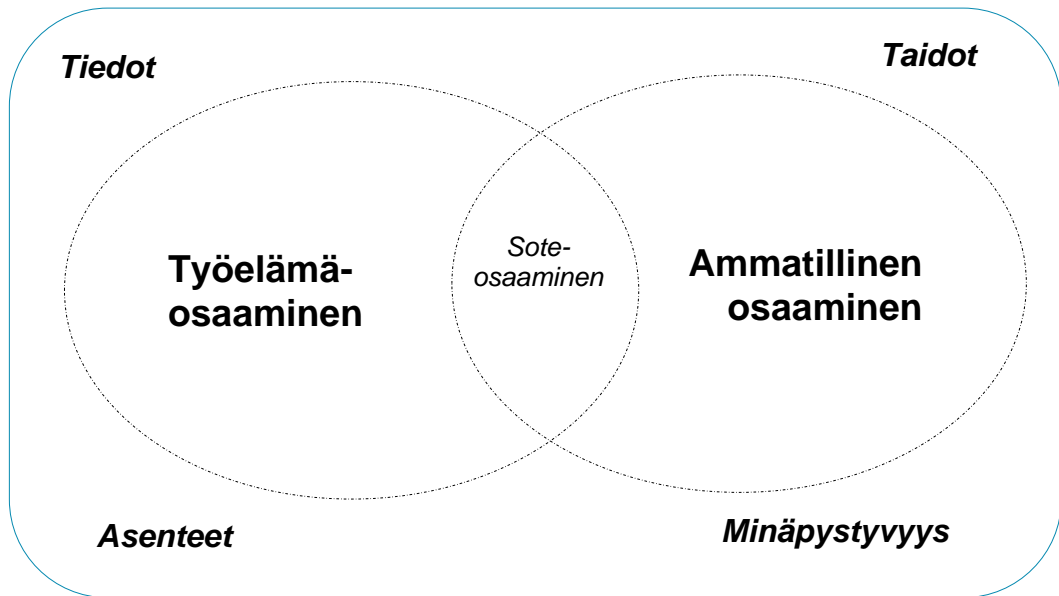 Tiedot
Taidot
Työelämä-
osaaminen
Sote-
osaaminen
Ammatillinen
osaaminen
Asenteet
Minäpystyvyys